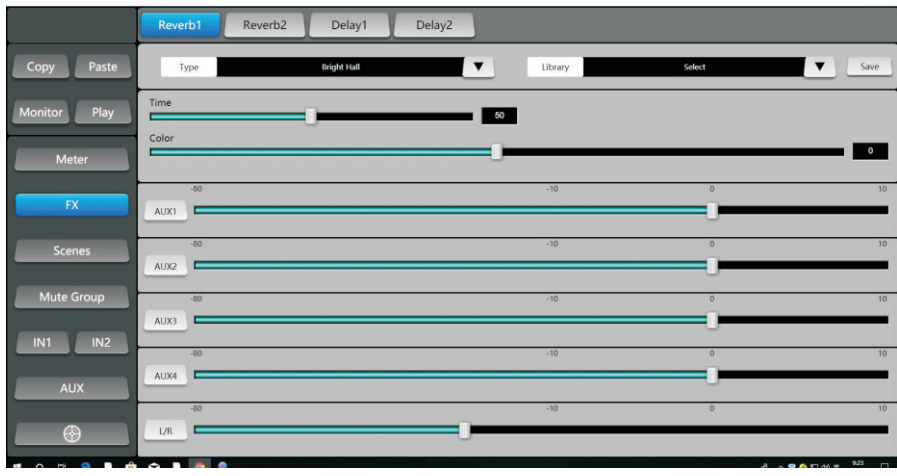 Reverb1 Reverb2 Delay1 Delay2
Copy Paste
Type Bright Hall Library Select Save
Monitor Play
Time 50
Color 0
Meter
FX
Scenes
Mute Group
IN1 IN2
AUX
-80 -10 0 10
AUX1
-80 -10 0 10
AUX2
-80 -10 0 10
AUX3
-80 -10 0 10
AUX4
-80 -10 0 10
L/R
9:23